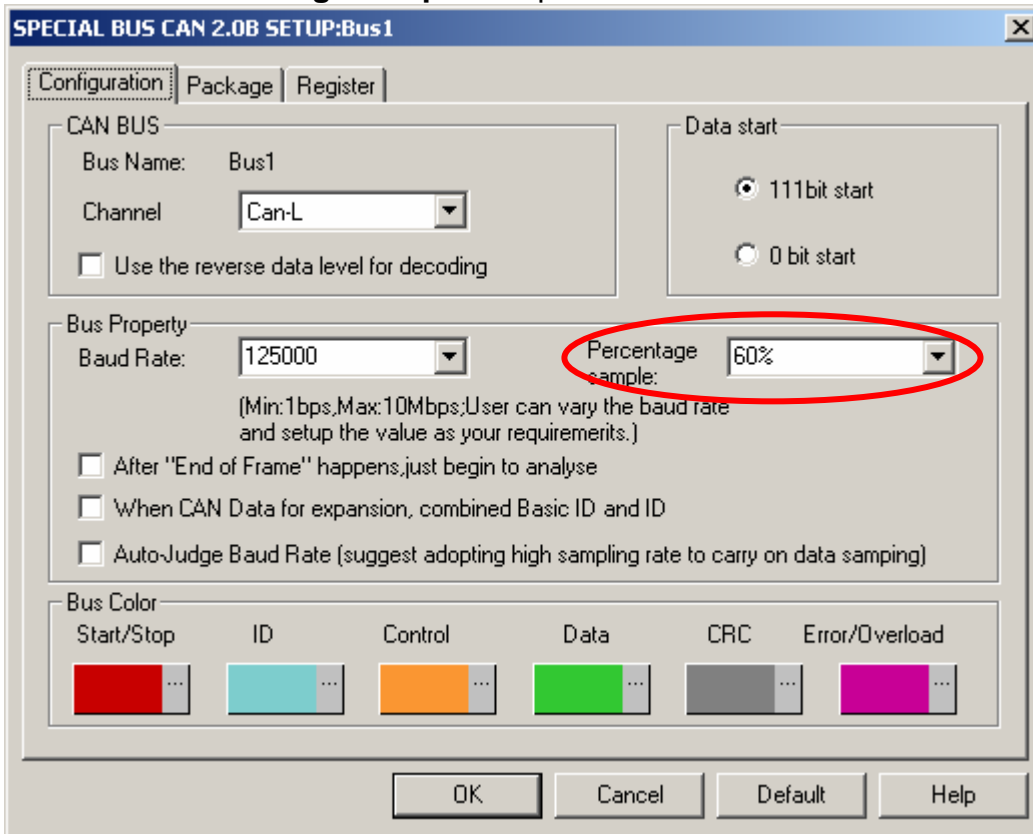 SPECIAL BUS CAN 2.0B SETUP:Bus1
Configuration Package Register
CAN BUS
Bus Name: Bus1
Channel Can-L
Use the reverse data level for decoding
Data start
111bit start
0 bit start
Bus Property
Baud Rate: 125000
Percentage
sample:
60%
(Min:1bps,Max:10Mbps;User can vary the baud rate
and setup the value as your requirements.)
After "End of Frame" happens,just begin to analyse
When CAN Data for expansion, combined Basic ID and ID
Auto-Judge Baud Rate (suggest adopting high sampling rate to carry on data samping)
Bus Color
Start/Stop ID Control Data CRC Error/Overload
... ... ... ... ... ...
OK Cancel Default Help